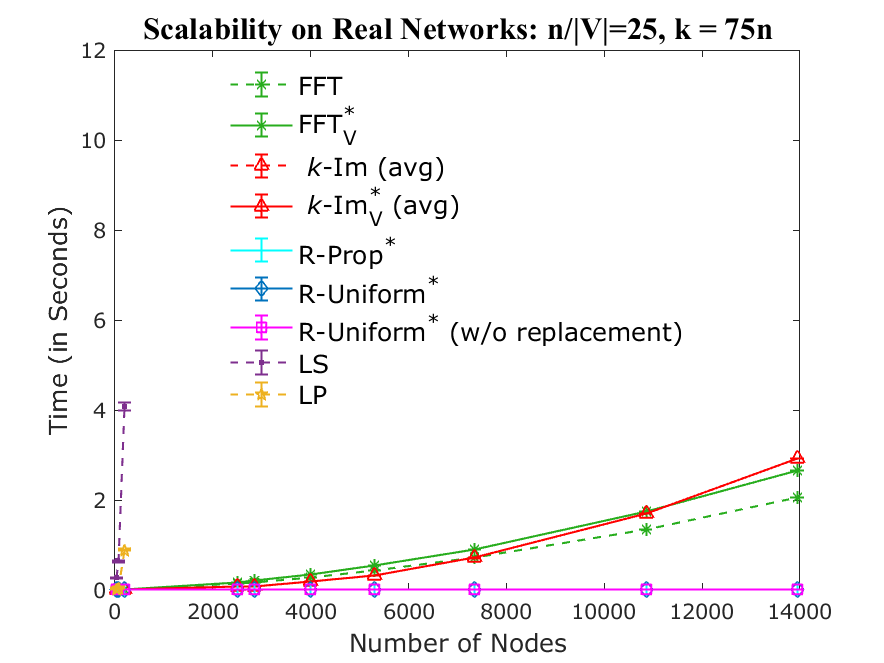 Scalability on Real Networks: n/|V|=25, k = 75n
12
10
8
6
4
2
0
Time (in Seconds)
FFT
FFT*V
k-Im (avg)
k-Im*V (avg)
R-Prop*
R-Uniform*
R-Uniform* (w/o replacement)
LS
LP
0 2000 4000 6000 8000 10000 12000 14000
Number of Nodes